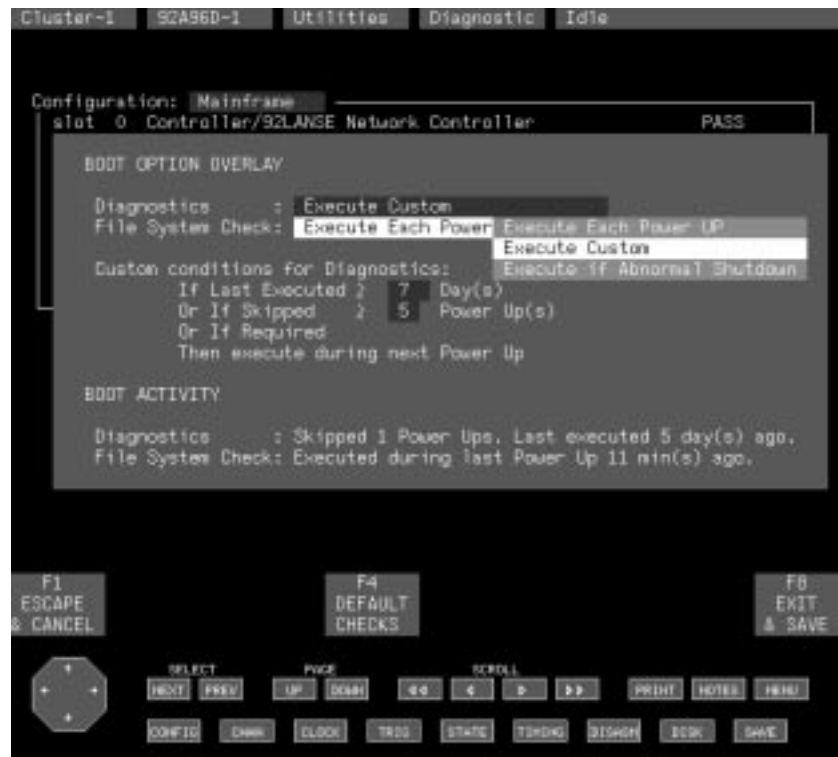 Cluster-1 92A96D-1 Utilities Diagnostic Idle
Configuration: Mainframe
slot 0 Controller/92LANSE Network Controller PASS
BOOT OPTION OVERLAY
Diagnostics : Execute Custom
File System Check: Execute Each Power Execute Each Power UP
Execute Custom
Custom conditions for Diagnostics: Execute if Abnormal Shutdown
If Last Executed ≥ 7 Day(s)
Or If Skipped ≥ 5 Power Up(s)
Or If Required
Then execute during next Power Up
BOOT ACTIVITY
Diagnostics : Skipped 1 Power Ups. Last executed 5 day(s) ago.
File System Check: Executed during last Power Up 11 min(s) ago.
F1 F4 F8
ESCAPE DEFAULT EXIT
& CANCEL CHECKS & SAVE
SELECT PAGE SCROLL
NEXT PREV UP DOWN PRINT NOTES MENU
CONFIG CHAN CLOCK TRIG STATE TIMING DISASM DISK SAVE